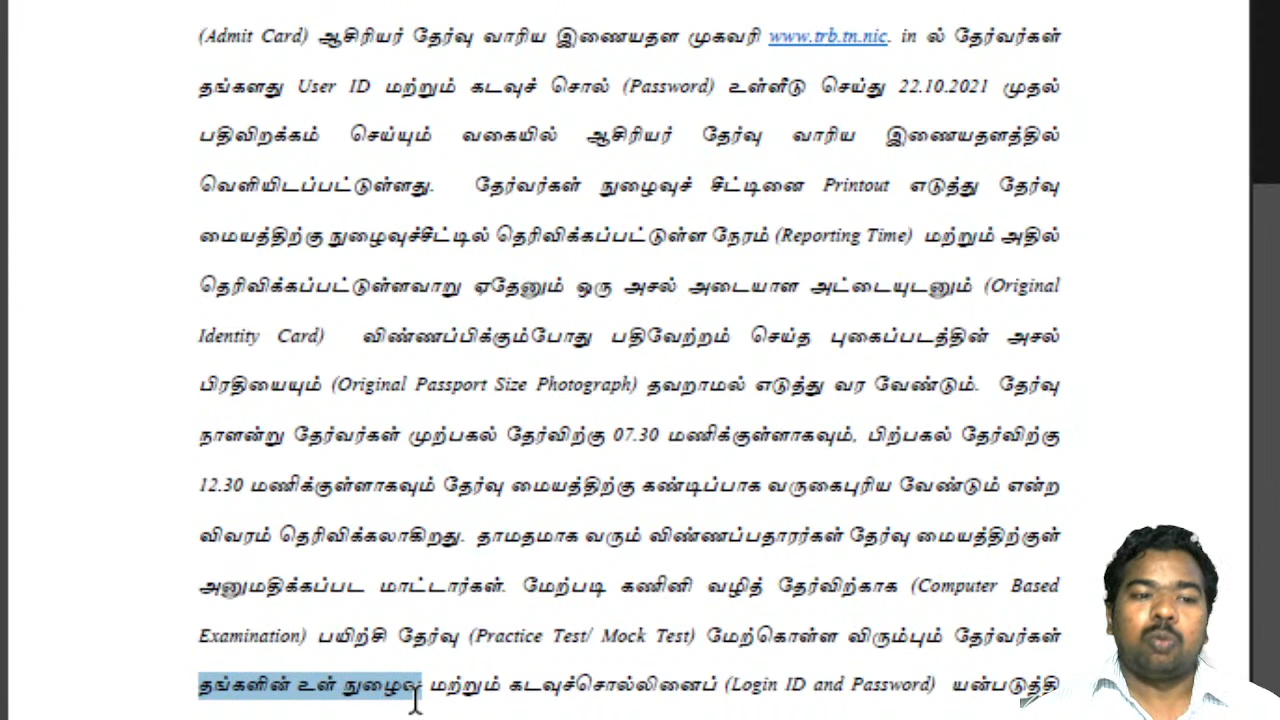 (Admit Card) ஆசிரியர் தேர்வு வாரிய இணையதள முகவரி www.trb.tn.nic. in ல் தேர்வர்கள்
தங்களது User ID மற்றும் கடவுச் சொல் (Password) உள்ளீடு செய்து 22.10.2021 முதல்
பதிவிறக்கம் செய்யும் வகையில் ஆசிரியர் தேர்வு வாரிய இணையதளத்தில்
வெளியிடப்பட்டுள்ளது. தேர்வர்கள் நுழைவுச் சீட்டினை Printout எடுத்து தேர்வு
மையத்திற்கு நுழைவுச்சீட்டில் தெரிவிக்கப்பட்டுள்ள நேரம் (Reporting Time) மற்றும் அதில்
தெரிவிக்கப்பட்டுள்ளவாறு ஏதேனும் ஒரு அசல் அடையாள அட்டையுடனும் (Original
Identity Card) விண்ணப்பிக்கும்போது பதிவேற்றம் செய்த புகைப்படத்தின் அசல்
பிரதியையும் (Original Passport Size Photograph) தவறாமல் எடுத்து வர வேண்டும். தேர்வு
நாளன்று தேர்வர்கள் முற்பகல் தேர்விற்கு 07.30 மணிக்குள்ளாகவும், பிற்பகல் தேர்விற்கு
12.30 மணிக்குள்ளாகவும் தேர்வு மையத்திற்கு கண்டிப்பாக வருகைபுரிய வேண்டும் என்ற
விவரம் தெரிவிக்கலாகிறது. தாமதமாக வரும் விண்ணப்பதாரர்கள் தேர்வு மையத்திற்குள்
அனுமதிக்கப்பட மாட்டார்கள். மேற்படி கணினி வழித் தேர்விற்காக (Computer Based
Examination) பயிற்சி தேர்வு (Practice Test/ Mock Test) மேற்கொள்ள விரும்பும் தேர்வர்கள்
தங்களின் உள் நுழைவு மற்றும் கடவுச்சொல்லினைப் (Login ID and Password) யன்படுத்தி